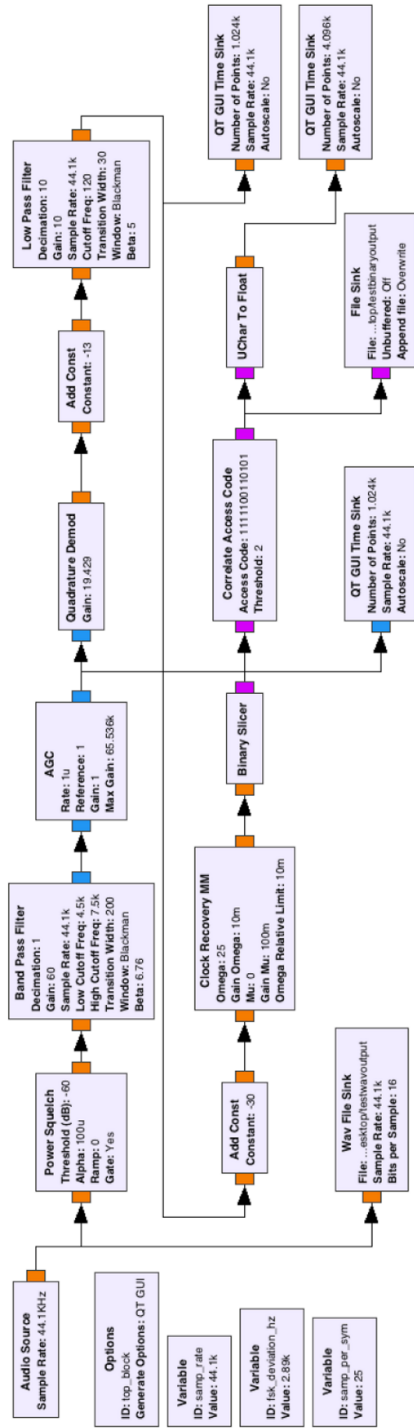 Audio Source
Sample Rate: 44.1KHz
Power Squelch
Threshold (dB): -60
Alpha: 100u
Ramp: 0
Gate: Yes
Band Pass Filter
Decimation: 1
Gain: 60
Sample Rate: 44.1k
Low Cutoff Freq: 4.5k
High Cutoff Freq: 7.5k
Transition Width: 200
Window: Blackman
Beta: 6.76
AGC
Rate: 1u
Reference: 1
Gain: 1
Max Gain: 65.536k
Quadrature Demod
Gain: 19.429
Add Const
Constant: -13
Low Pass Filter
Decimation: 10
Gain: 10
Sample Rate: 44.1k
Cutoff Freq: 120
Transition Width: 30
Window: Blackman
Beta: 5
Options
ID: top_block
Generate Options: QT GUI
Variable
ID: samp_rate
Value: 44.1k
Variable
ID: fsk_deviation_hz
Value: 2.89k
Variable
ID: samp_per_sym
Value: 25
Add Const
Constant: -30
Clock Recovery MM
Omega: 25
Gain Omega: 10m
Mu: 0
Gain Mu: 100m
Omega Relative Limit: 10m
Binary Slicer
Correlate Access Code
Access Code: 1111100110101
Threshold: 2
UChar To Float
QT GUI Time Sink
Number of Points: 1.024k
Sample Rate: 44.1k
Autoscale: No
Wav File Sink
File: ...esktop/testwavoutput
Sample Rate: 44.1k
Bits per Sample: 16
QT GUI Time Sink
Number of Points: 1.024k
Sample Rate: 44.1k
Autoscale: No
File Sink
File: ...top/testbinaryoutput
Unbuffered: Off
Append file: Overwrite
QT GUI Time Sink
Number of Points: 4.096k
Sample Rate: 44.1k
Autoscale: No